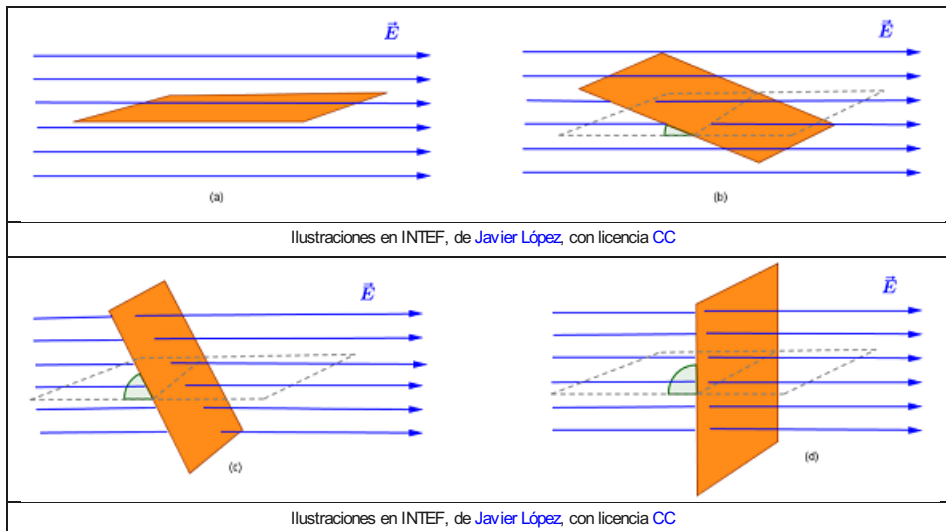 E
E
(a)
(b)
Ilustraciones en INTEF, de Javier López, con licencia CC
E
E
(c)
(d)
Ilustraciones en INTEF, de Javier López, con licencia CC